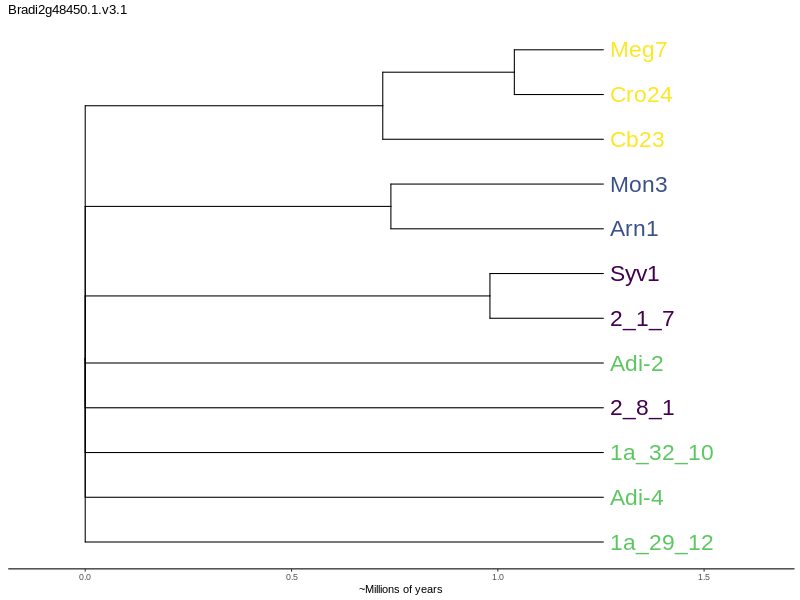 Bradi2g48450.1.v3.1
Meg7
Cro24
Cb23
Mon3
Arn1
Syv1
2_1_7
Adi-2
2_8_1
1a_32_10
Adi-4
1a_29_12
0.0 0.5 1.0 1.5
~Millions of years